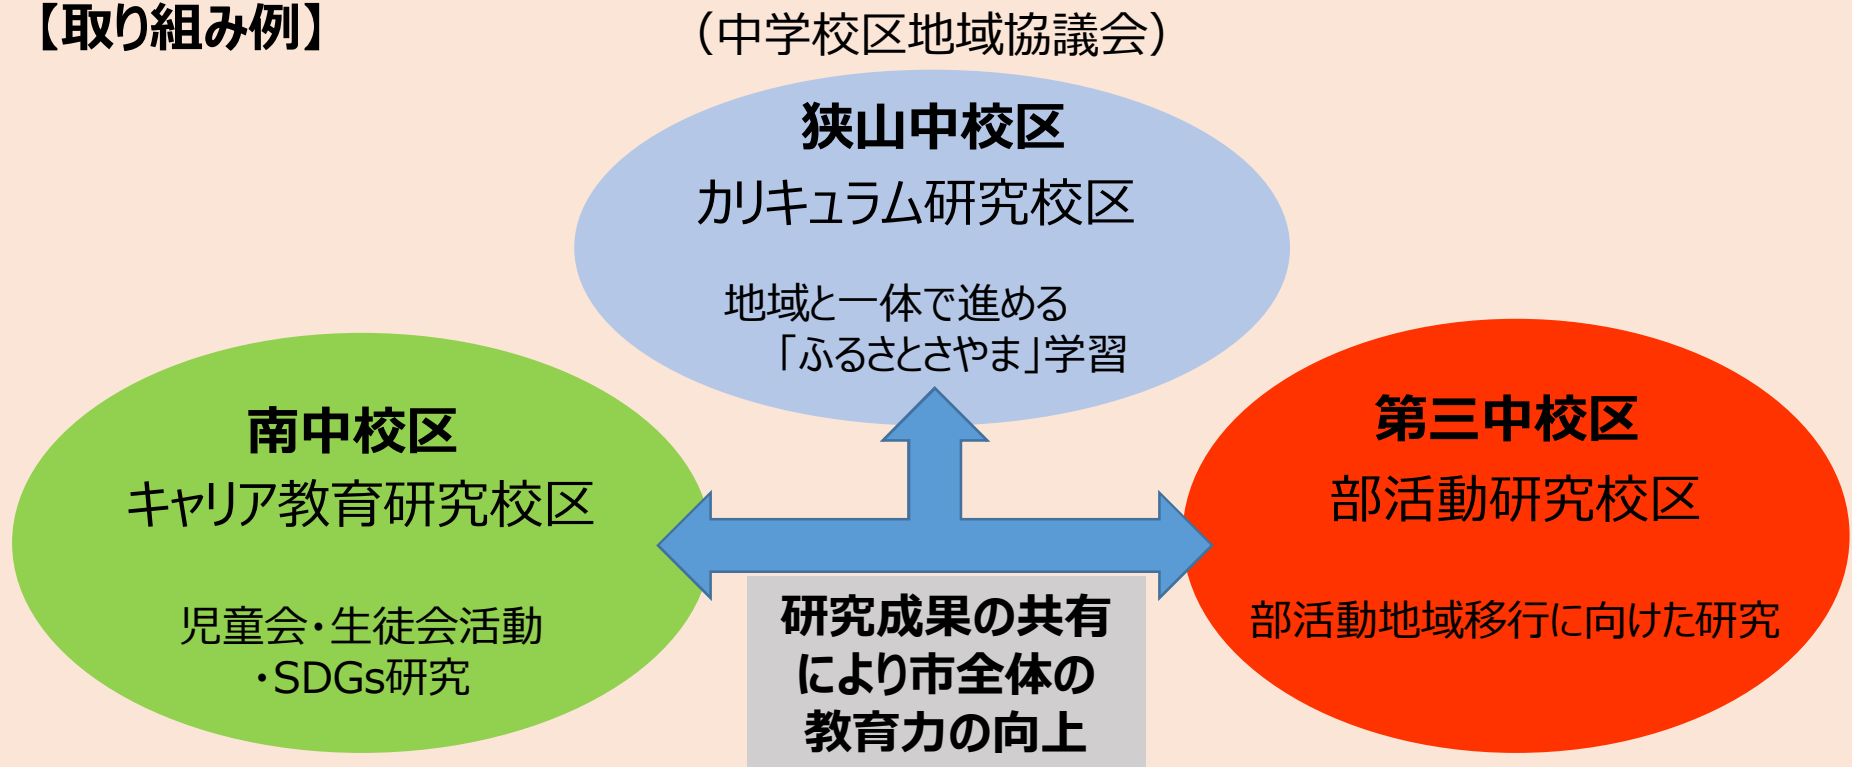 【取り組み例】
（中学校区地域協議会）
狭山中校区
カリキュラム研究校区
地域と一体で進める
「ふるさとさやま」学習
南中校区
キャリア教育研究校区
児童会・生徒会活動
・SDGs研究
第三中校区
部活動研究校区
部活動地域移行に向けた研究
研究成果の共有
により市全体の
教育力の向上